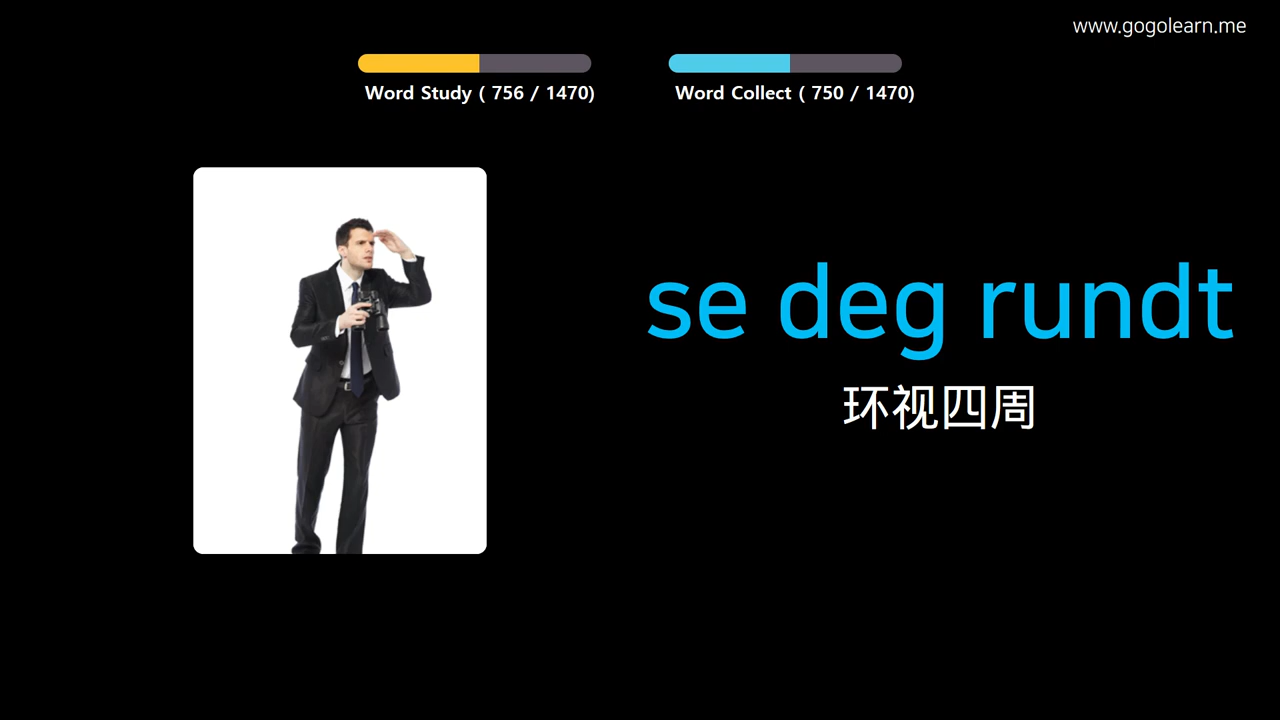 www.gogolearn.me
Word Study ( 756 / 1470)
Word Collect ( 750 / 1470)
se deg rundt
环视四周